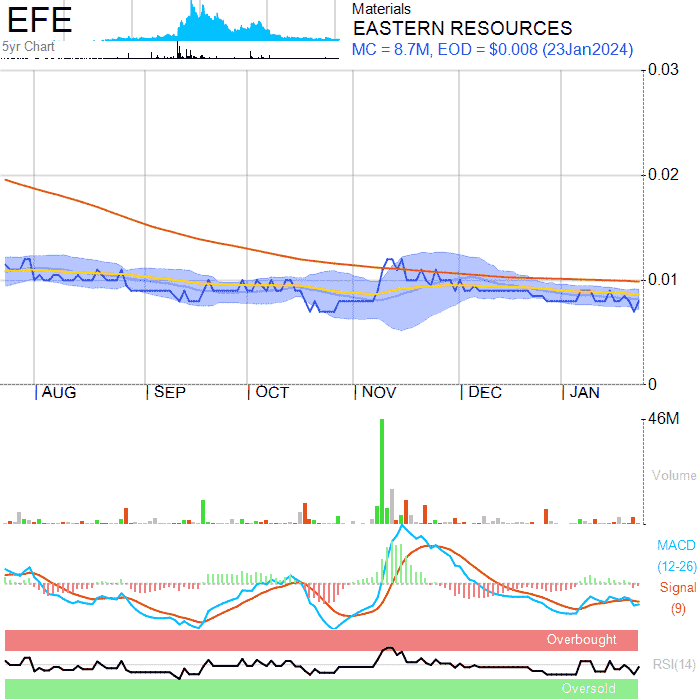 EFE
5yr Chart
Materials
EASTERN RESOURCES
MC = 8.7M, EOD = $0.008 (23Jan2024)
0.03
0.02
0.01
0
AUG
SEP
OCT
NOV
DEC
JAN
46M
Volume
MACD
(12-26)
Signal
(9)
Overbought
RSI(14)
Oversold